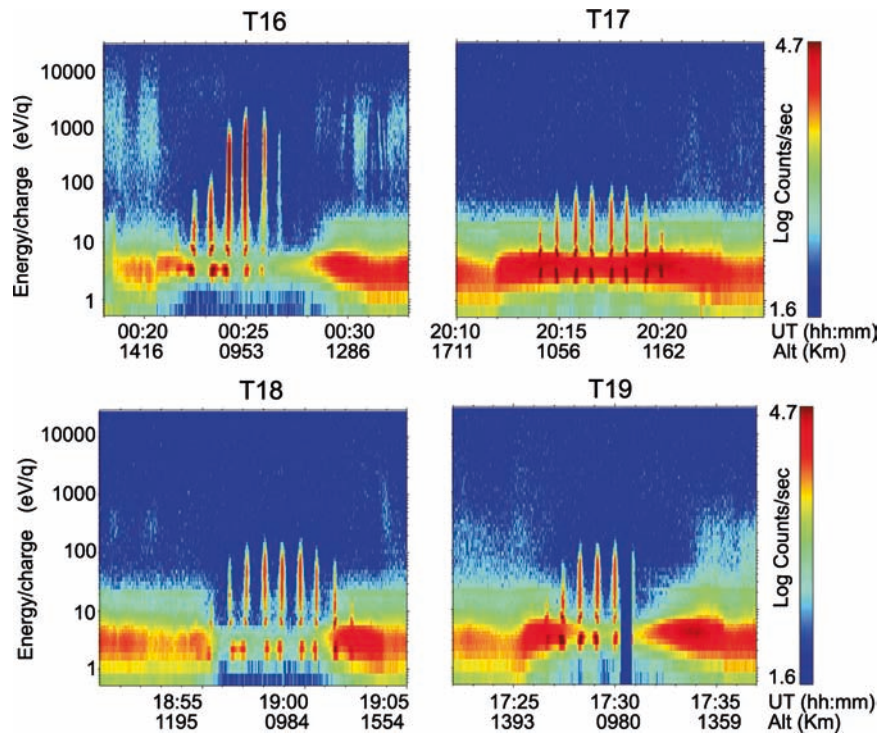 T16
T17
Energy/charge (eV/q)
10000
1000
100
10
1
4.7
Log Counts/sec
1.6
00:20 00:25 00:30
1416 0953 1286
20:10 20:15 20:20 UT (hh:mm)
1711 1056 1162 Alt (Km)
T18
T19
Energy/charge (eV/q)
10000
1000
100
10
1
4.7
Log Counts/sec
1.6
18:55 19:00 19:05
1195 0984 1554
17:25 17:30 17:35 UT (hh:mm)
1393 0980 1359 Alt (Km)